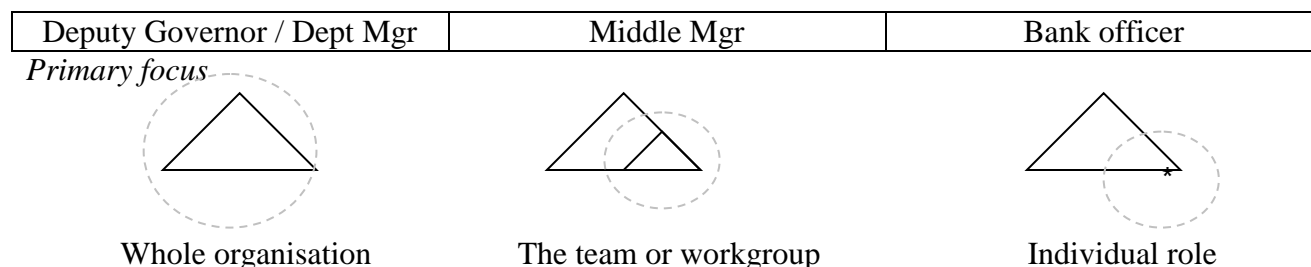 Deputy Governor / Dept Mgr Middle Mgr Bank officer
Primary focus
*
Whole organisation The team or workgroup Individual role